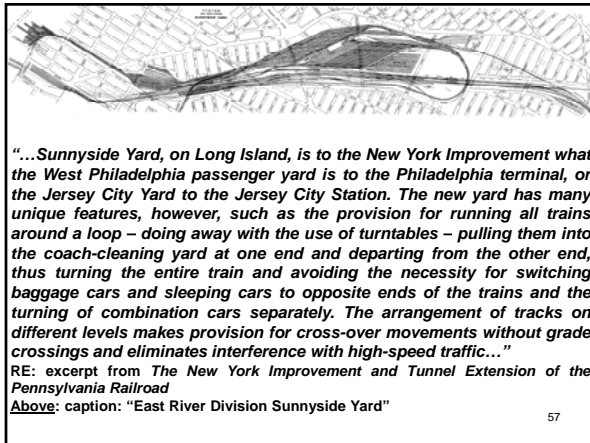 "…Sunnyside Yard, on Long Island, is to the New York Improvement what
the West Philadelphia passenger yard is to the Philadelphia terminal, or
the Jersey City Yard to the Jersey City Station. The new yard has many
unique features, however, such as the provision for running all trains
around a loop – doing away with the use of turntables – pulling them into
the coach-cleaning yard at one end and departing from the other end,
thus turning the entire train and avoiding the necessity for switching
baggage cars and sleeping cars to opposite ends of the trains and the
turning of combination cars separately. The arrangement of tracks on
different levels makes provision for cross-over movements without grade
crossings and eliminates interference with high-speed traffic…"
RE: excerpt from The New York Improvement and Tunnel Extension of the
Pennsylvania Railroad
Above: caption: "East River Division Sunnyside Yard"
57